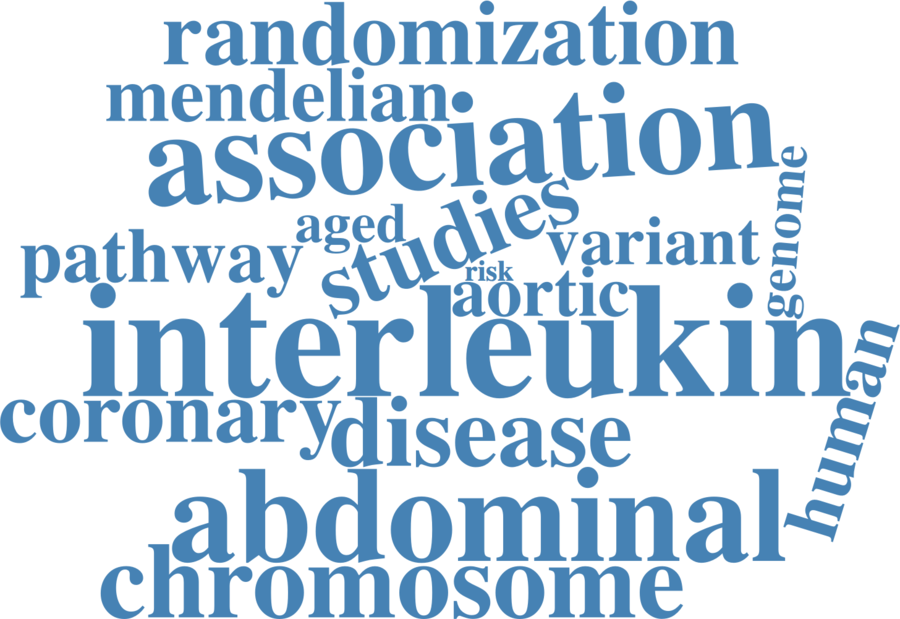 randomization
mendelian
association
genome
studies
aged
variant
pathway
risk
aortic
interleukin
human
coronary
disease
abdominal
chromosome